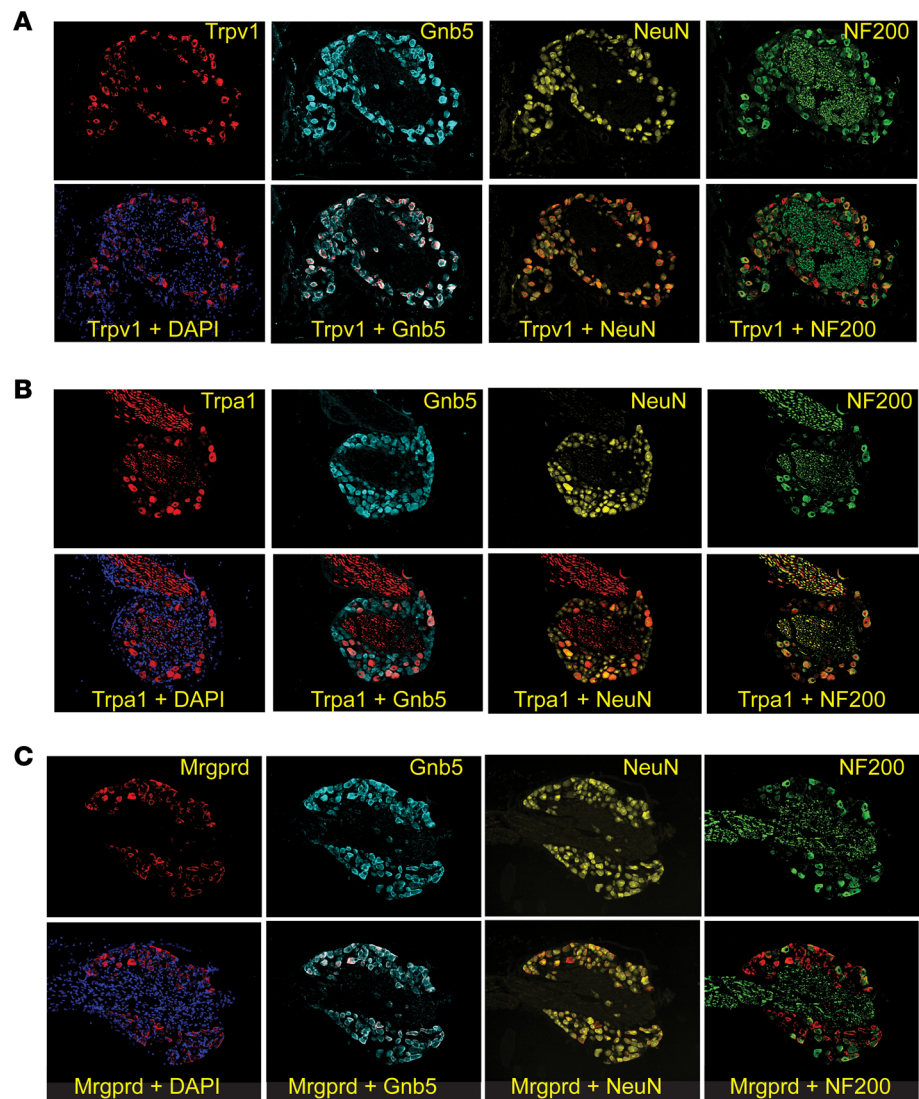 A
Trpv1
Gnb5
NeuN
NF200
Trpv1 + DAPI
Trpv1 + Gnb5
Trpv1 + NeuN
Trpv1 + NF200
B
Trpa1
Gnb5
NeuN
NF200
Trpa1 + DAPI
Trpa1 + Gnb5
Trpa1 + NeuN
Trpa1 + NF200
C
Mrgprd
Gnb5
NeuN
NF200
Mrgprd + DAPI
Mrgprd + Gnb5
Mrgprd + NeuN
Mrgprd + NF200